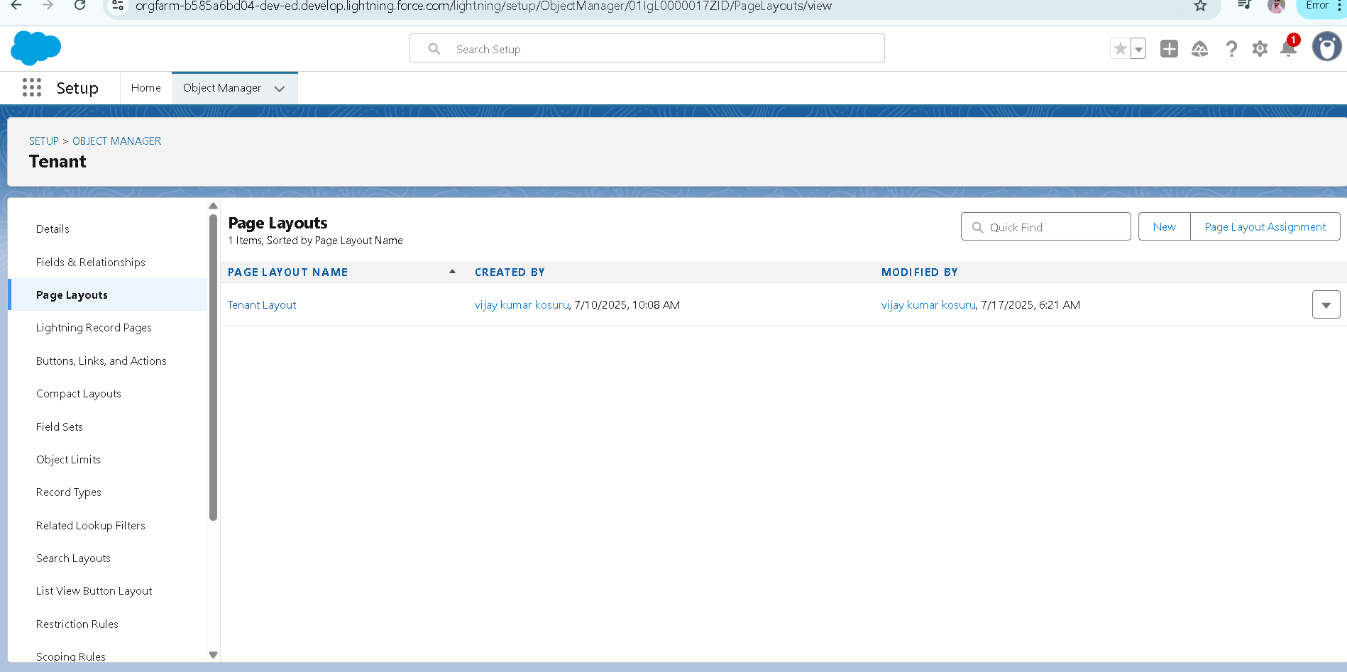 orgfarm-b585a6bd04-dev-ed.develop.lightning.force.com/lightning/setup/ObjectManager/01IgL0000017ZID/PageLayouts/view
Error
Search Setup
1
Setup
Home
Object Manager
SETUP > OBJECT MANAGER
Tenant
Details
Fields & Relationships
Page Layouts
Lightning Record Pages
Buttons, Links, and Actions
Compact Layouts
Field Sets
Object Limits
Record Types
Related Lookup Filters
Search Layouts
List View Button Layout
Restriction Rules
Scoping Rules
Page Layouts
1 Items, Sorted by Page Layout Name
Quick Find
New
Page Layout Assignment
PAGE LAYOUT NAME CREATED BY MODIFIED BY
Tenant Layout vijay kumar kosuru, 7/10/2025, 10:08 AM vijay kumar kosuru, 7/17/2025, 6:21 AM